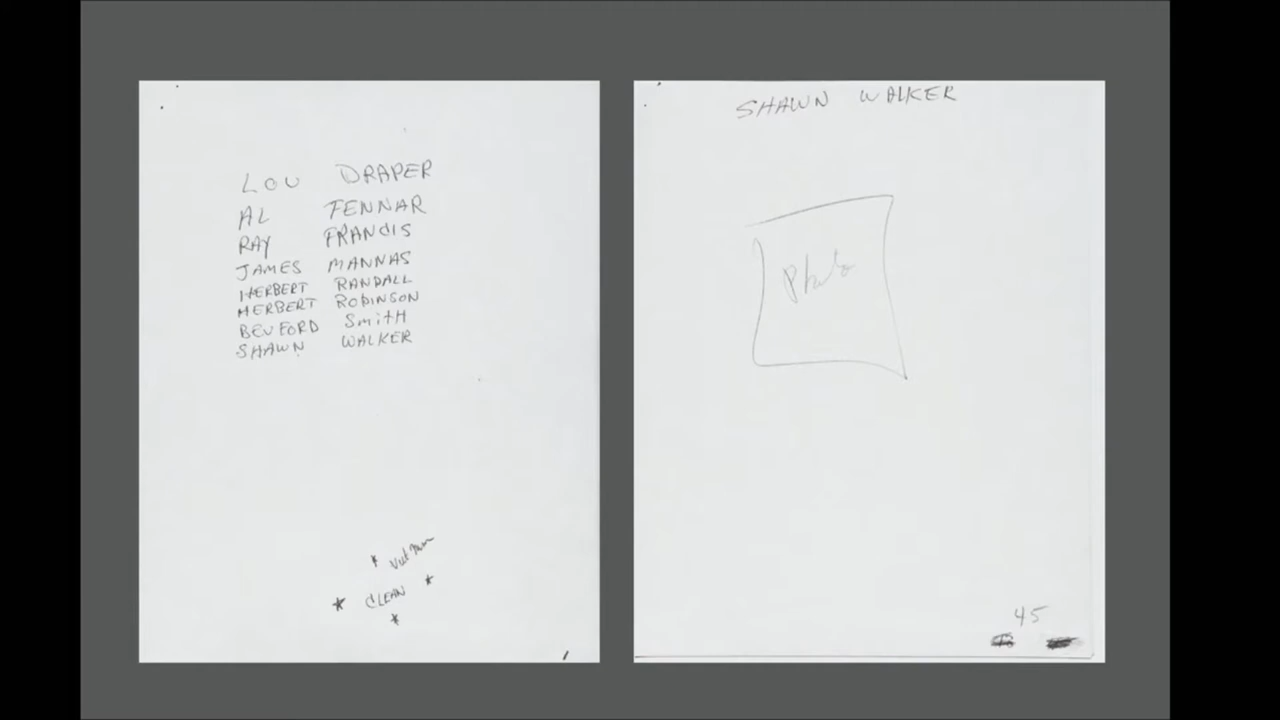 LOU DRAPER
AL FENNAR
RAY FRANCIS
JAMES MANNAS
HERBERT RANDALL
HERBERT ROBINSON
BEUFORD SmitH
SHAWN WALKER
CLEAN
SHAWN WALKER
Photo
45